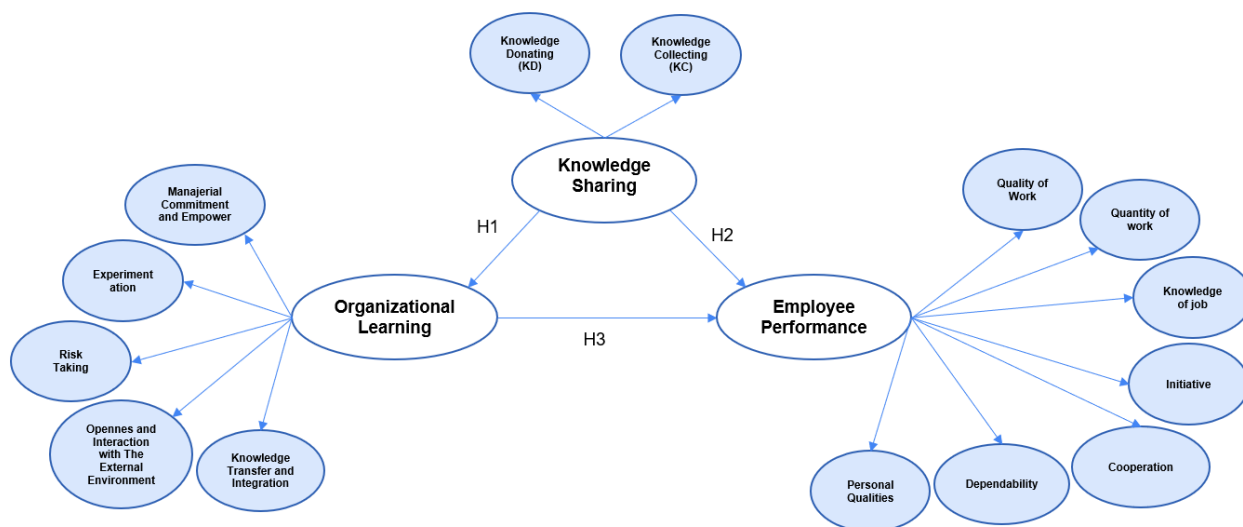 Knowledge
Donating
(KD)
Knowledge
Collecting
(KC)
Knowledge
Sharing
Manajerial
Commitment
and Empower
Experiment
ation
Risk
Taking
Opennes and
Interaction
with The
External
Environment
Knowledge
Transfer and
Integration
Organizational
Learning
H1
H2
H3
Employee
Performance
Quality of
Work
Quantity of
work
Knowledge
of job
Initiative
Cooperation
Dependability
Personal
Qualities